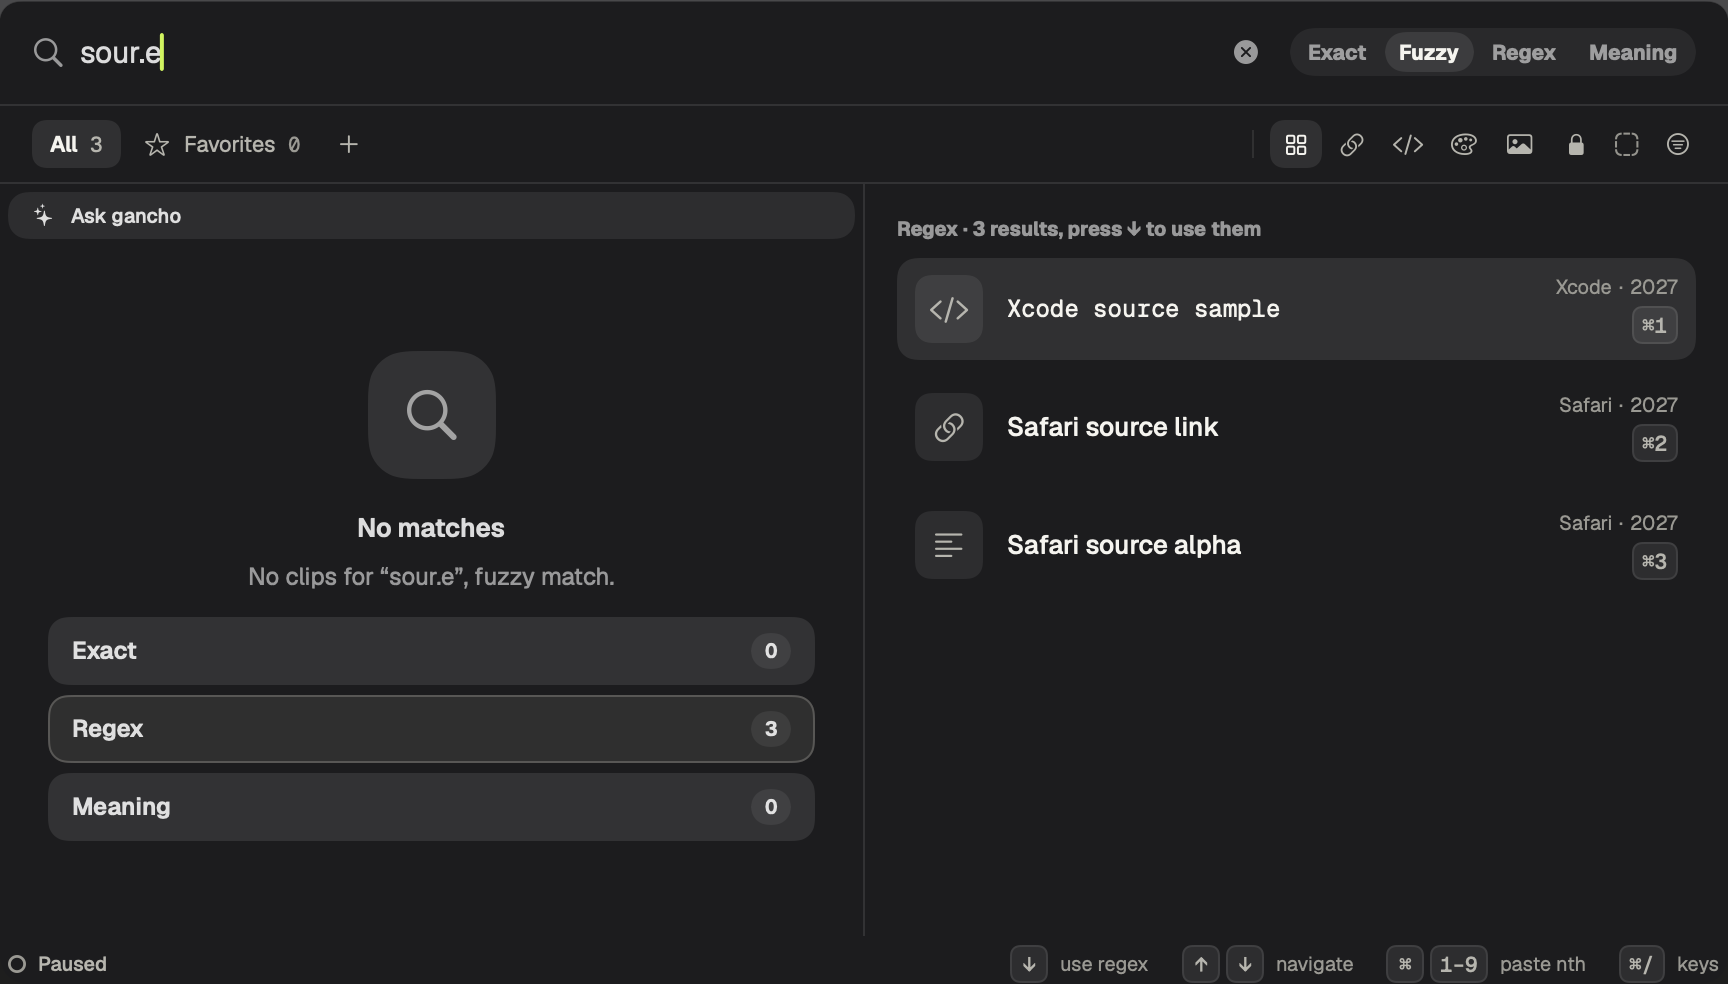 sour.e
Exact Fuzzy Regex Meaning
All 3 Favorites 0
Ask gancho
No matches
No clips for “sour.e”, fuzzy match.
Exact 0
Regex 3
Meaning 0
Regex · 3 results, press ↓ to use them
Xcode source sample
Xcode · 2027
⌘1
Safari source link
Safari · 2027
⌘2
Safari source alpha
Safari · 2027
⌘3
Paused
↓ use regex ↑ ↓ navigate ⌘ 1–9 paste nth ⌘/ keys